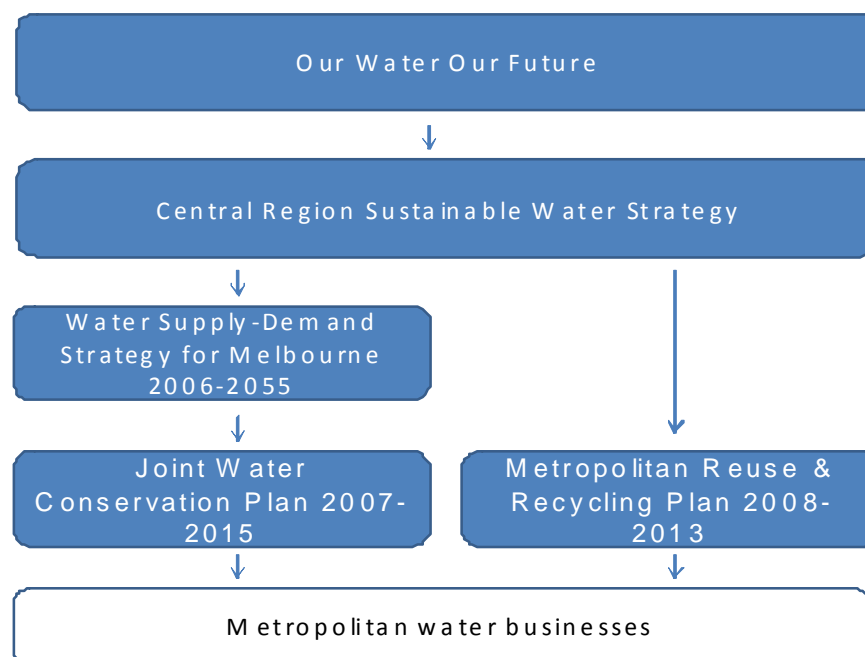 Our Water Our Future
Central Region Sustainable Water Strategy
Water Supply-Demand
Strategy for Melbourne
2006-2055
Joint Water
Conservation Plan 2007-
2015
Metropolitan Reuse &
Recycling Plan 2008-
2013
Metropolitan water businesses